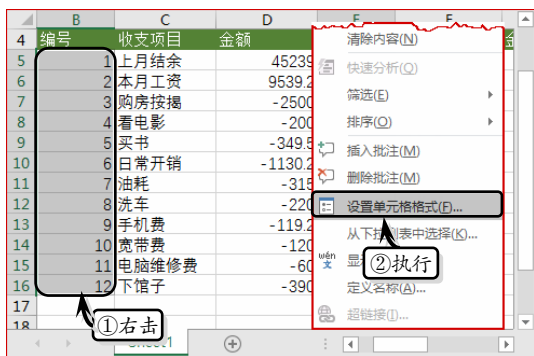 B C D E F
4 编号 收支项目 金额
5 1 上月结余 45239
6 2 本月工资 9539.2
7 3 购房按揭 -2500
8 4 看电影 -200
9 5 买书 -349.5
10 6 日常开销 -1130.2
11 7 油耗 -315
12 8 洗车 -220
13 9 手机费 -119.2
14 10 宽带费 -120
15 11 电脑维修费 -60
16 12 下馆子 -390
17
18
清除内容(N)
快速分析(Q)
筛选(E)
排序(O)
插入批注(M)
删除批注(M)
设置单元格格式(F)...
从下拉列表中选择(K)...
wén 文 显
定义名称(A)...
超链接(I)...
②执行
①右击